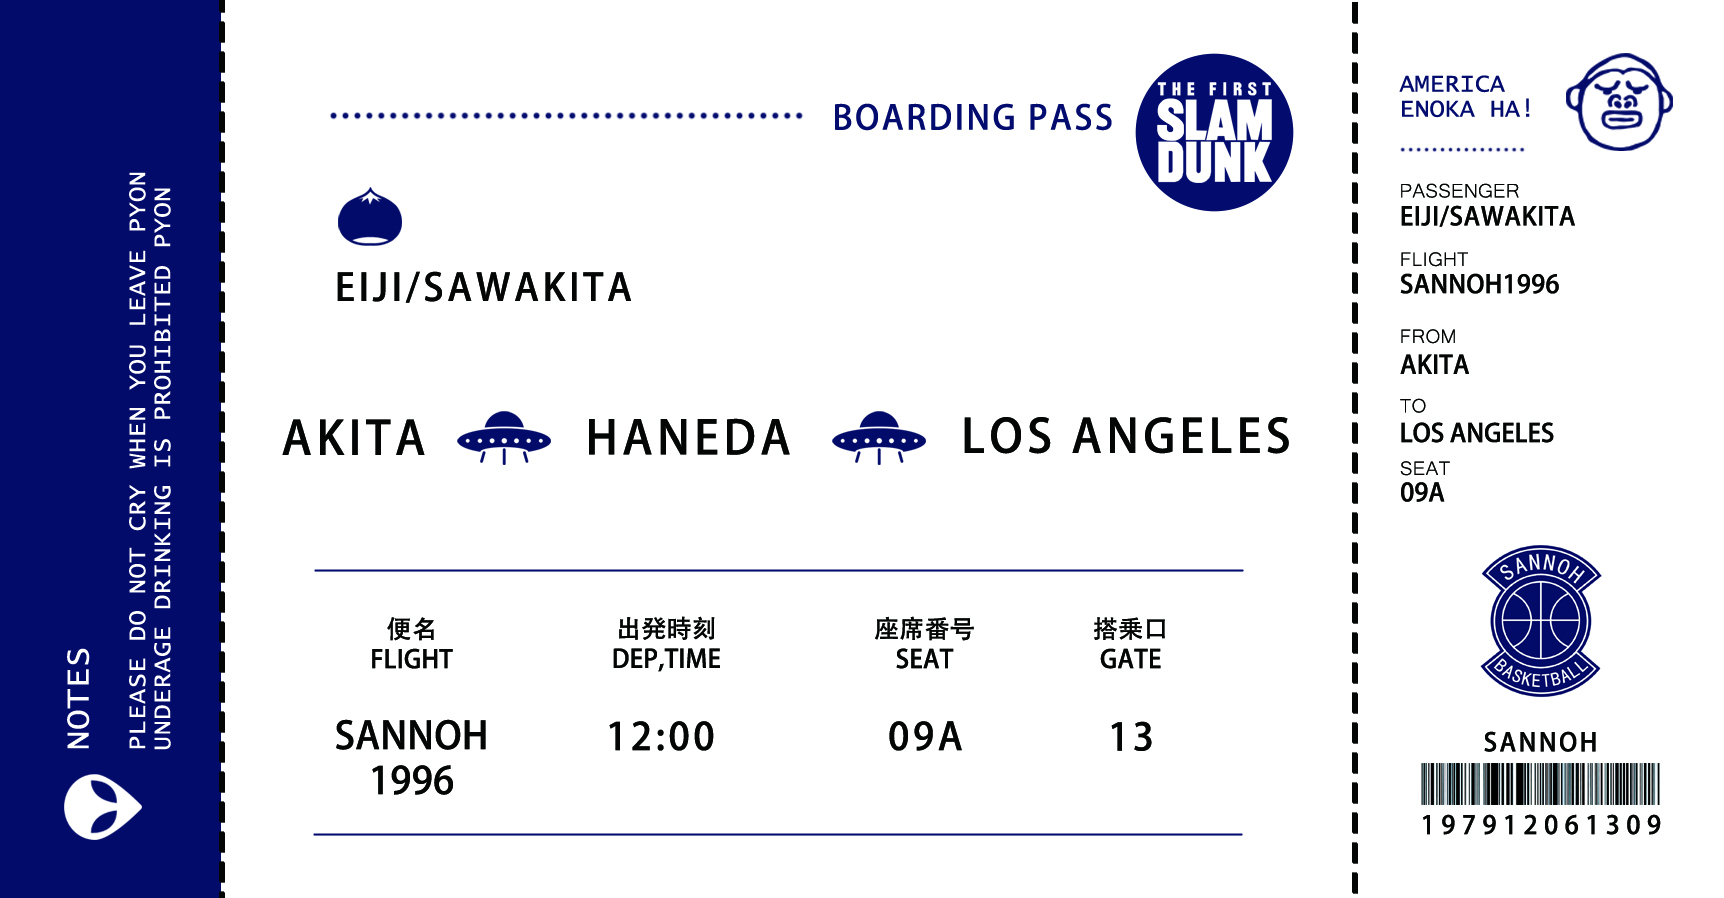 NOTES
PLEASE DO NOT CRY WHEN YOU LEAVE PYON
UNDERAGE DRINKING IS PROHIBITED PYON
BOARDING PASS
THE FIRST
SLAM
DUNK
EIJI/SAWAKITA
AKITA HANEDA LOS ANGELES
便名 出発時刻 座席番号 搭乗口
FLIGHT DEP,TIME SEAT GATE
SANNOH 12:00 09A 13
1996
AMERICA
ENOKA HA!
PASSENGER
EIJI/SAWAKITA
FLIGHT
SANNOH1996
FROM
AKITA
TO
LOS ANGELES
SEAT
09A
SANNOH
BASKETBALL
SANNOH
197912061309